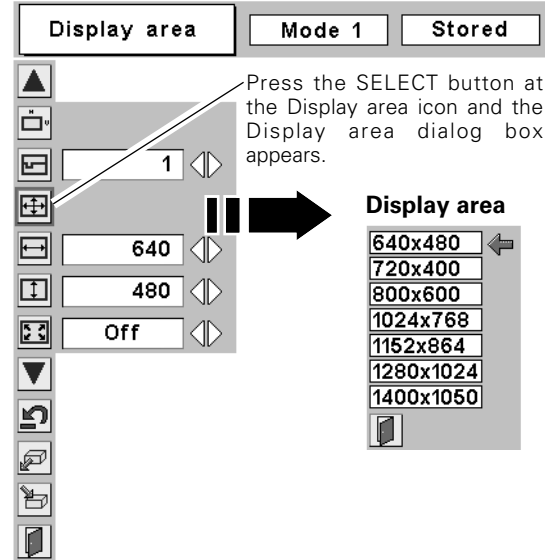 Display area Mode 1 Stored
Press the SELECT button at
the Display area icon and the
Display area dialog box
appears.
1
640
480
Off
Display area
640x480
720x400
800x600
1024x768
1152x864
1280x1024
1400x1050